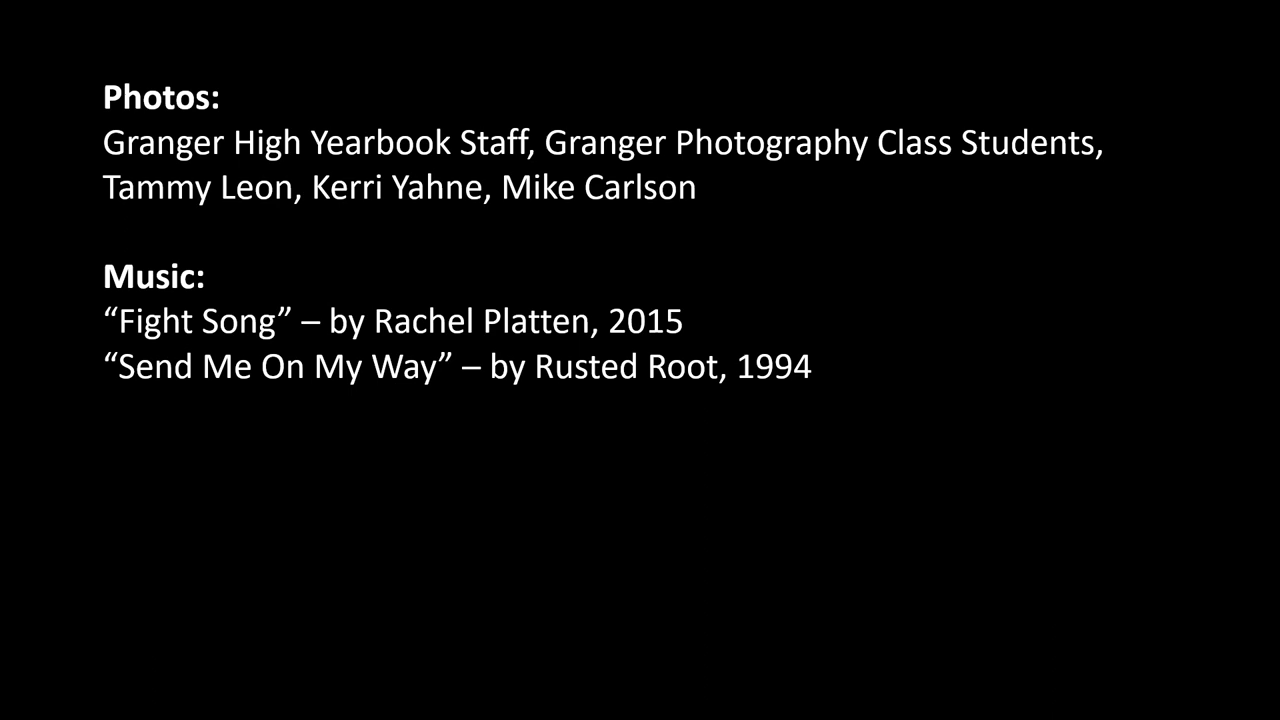 Photos:
Granger High Yearbook Staff, Granger Photography Class Students,
Tammy Leon, Kerri Yahne, Mike Carlson
Music:
“Fight Song” – by Rachel Platten, 2015
“Send Me On My Way” – by Rusted Root, 1994